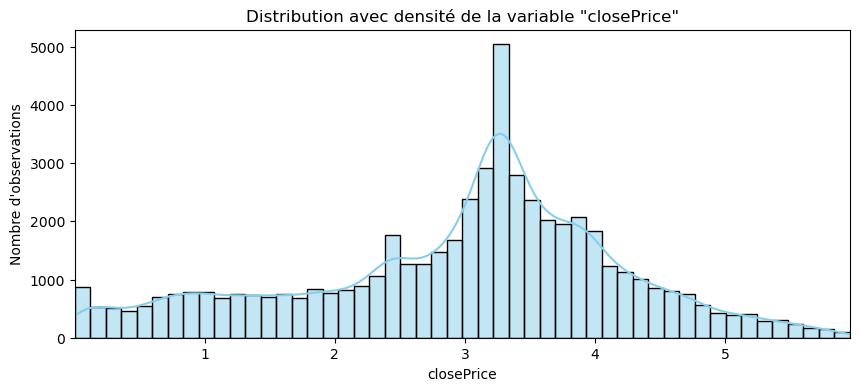 Distribution avec densité de la variable "closePrice"
Nombre d'observations
5000
4000
3000
2000
1000
0
1 2 3 4 5
closePrice